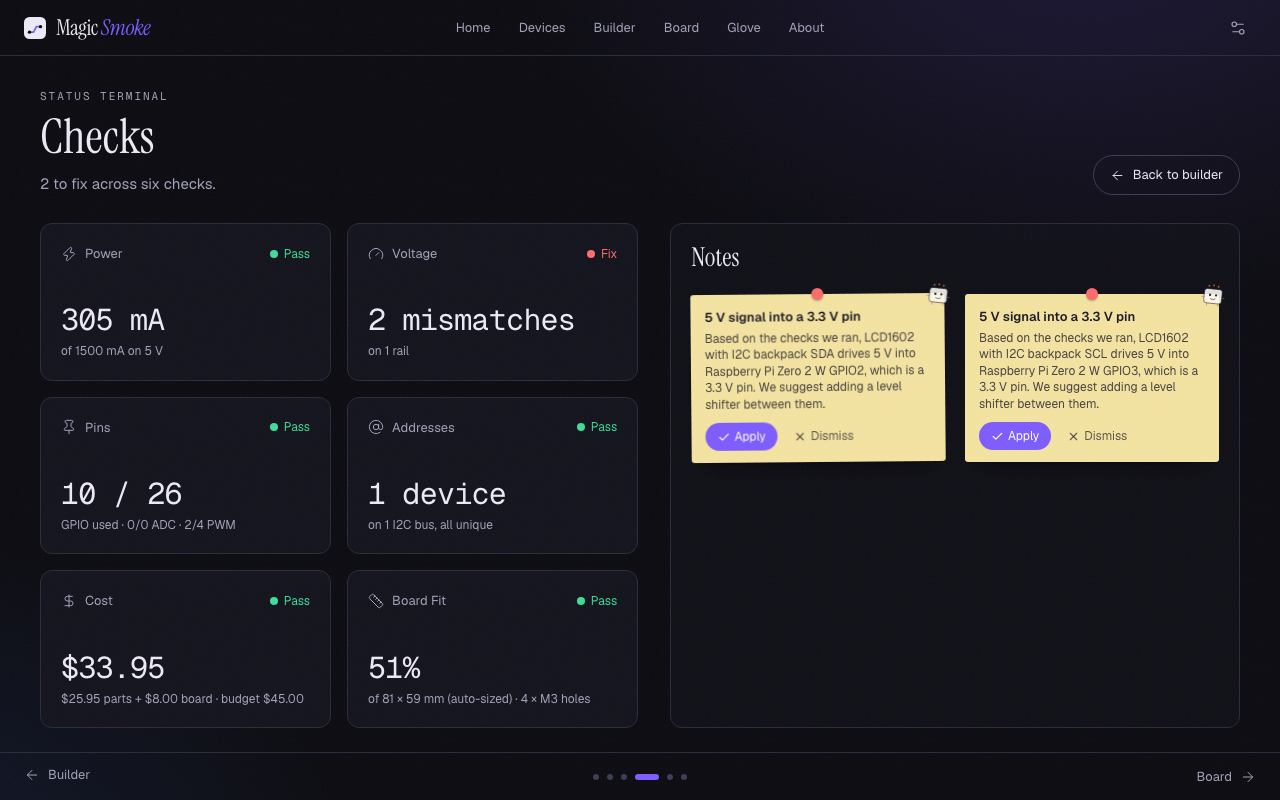 Magic Smoke
Home
Devices
Builder
Board
Glove
About
STATUS TERMINAL
Checks
2 to fix across six checks.
Back to builder
Power
Pass
305 mA
of 1500 mA on 5 V
Voltage
Fix
2 mismatches
on 1 rail
Pins
Pass
10 / 26
GPIO used · 0/0 ADC · 2/4 PWM
Addresses
Pass
1 device
on 1 I2C bus, all unique
Cost
Pass
$33.95
$25.95 parts + $8.00 board · budget $45.00
Board Fit
Pass
51%
of 81 × 59 mm (auto-sized) · 4 × M3 holes
Notes
5 V signal into a 3.3 V pin
Based on the checks we ran, LCD1602
with I2C backpack SDA drives 5 V into
Raspberry Pi Zero 2 W GPIO2, which is a
3.3 V pin. We suggest adding a level
shifter between them.
Apply
Dismiss
5 V signal into a 3.3 V pin
Based on the checks we ran, LCD1602
with I2C backpack SCL drives 5 V into
Raspberry Pi Zero 2 W GPIO3, which is a
3.3 V pin. We suggest adding a level
shifter between them.
Apply
Dismiss
Builder
Board